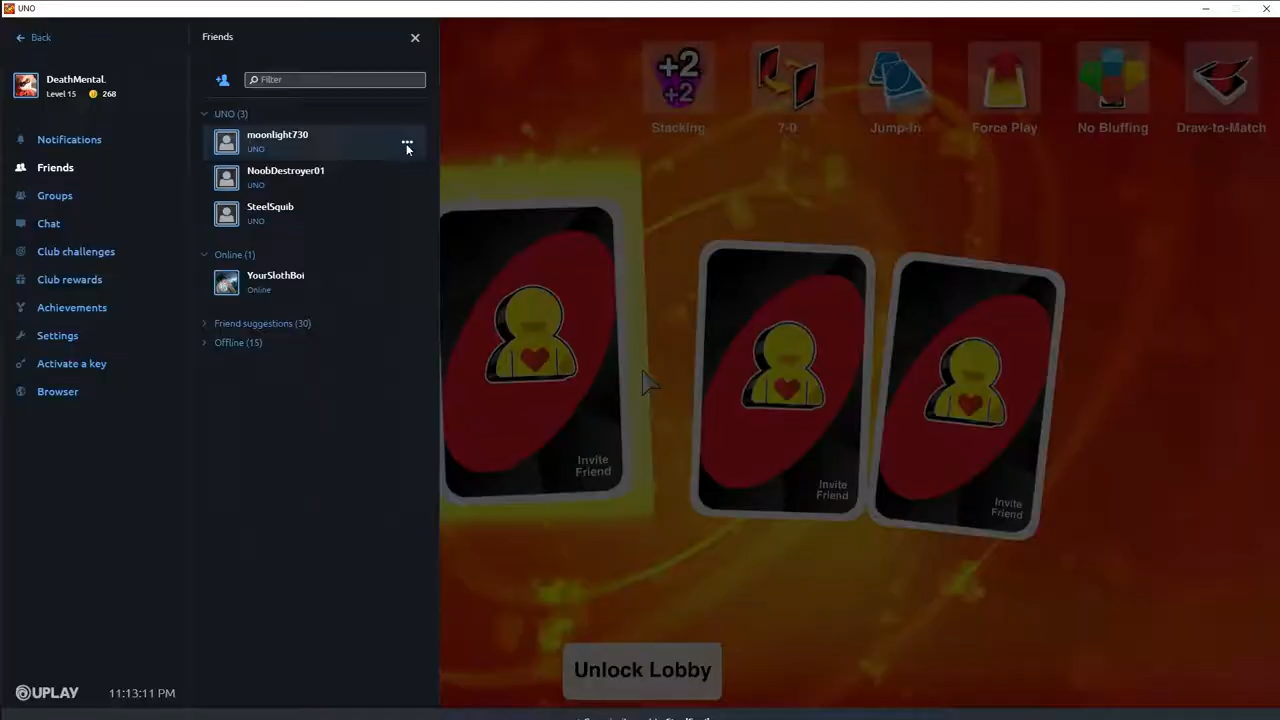 UNO
Back
DeathMental.
Level 15 268
Notifications
Friends
Groups
Chat
Club challenges
Club rewards
Achievements
Settings
Activate a key
Browser
UPLAY 11:13:11 PM
Friends
Filter
UNO (3)
moonlight730
UNO
NoobDestroyer01
UNO
SteelSquib
UNO
Online (1)
YourSlothBoi
Online
Friend suggestions (30)
Offline (15)
+2
+2
Stacking
7-0
Jump-In
Force Play
No Bluffing
Draw-to-Match
Invite
Friend
Invite
Friend
Invite
Friend
Unlock Lobby